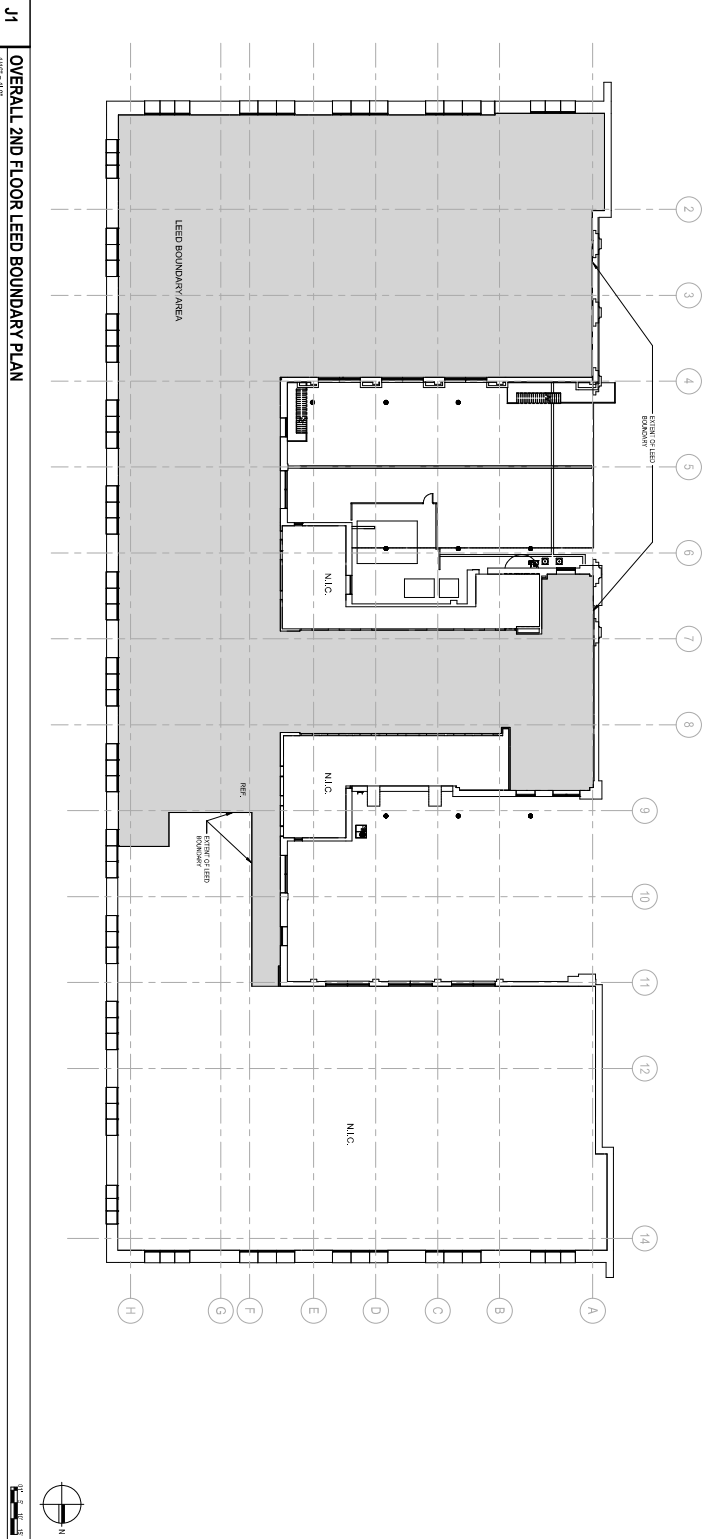 2
3
4
5
6
7
8
9
10
11
12
14
A
B
C
D
E
F
G
H
EXTENT OF LEED
BOUNDARY
LEED BOUNDARY AREA
N.I.C.
N.I.C.
REF.
EXTENT OF LEED
BOUNDARY
N.I.C.
N
J1
OVERALL 2ND FLOOR LEED BOUNDARY PLAN